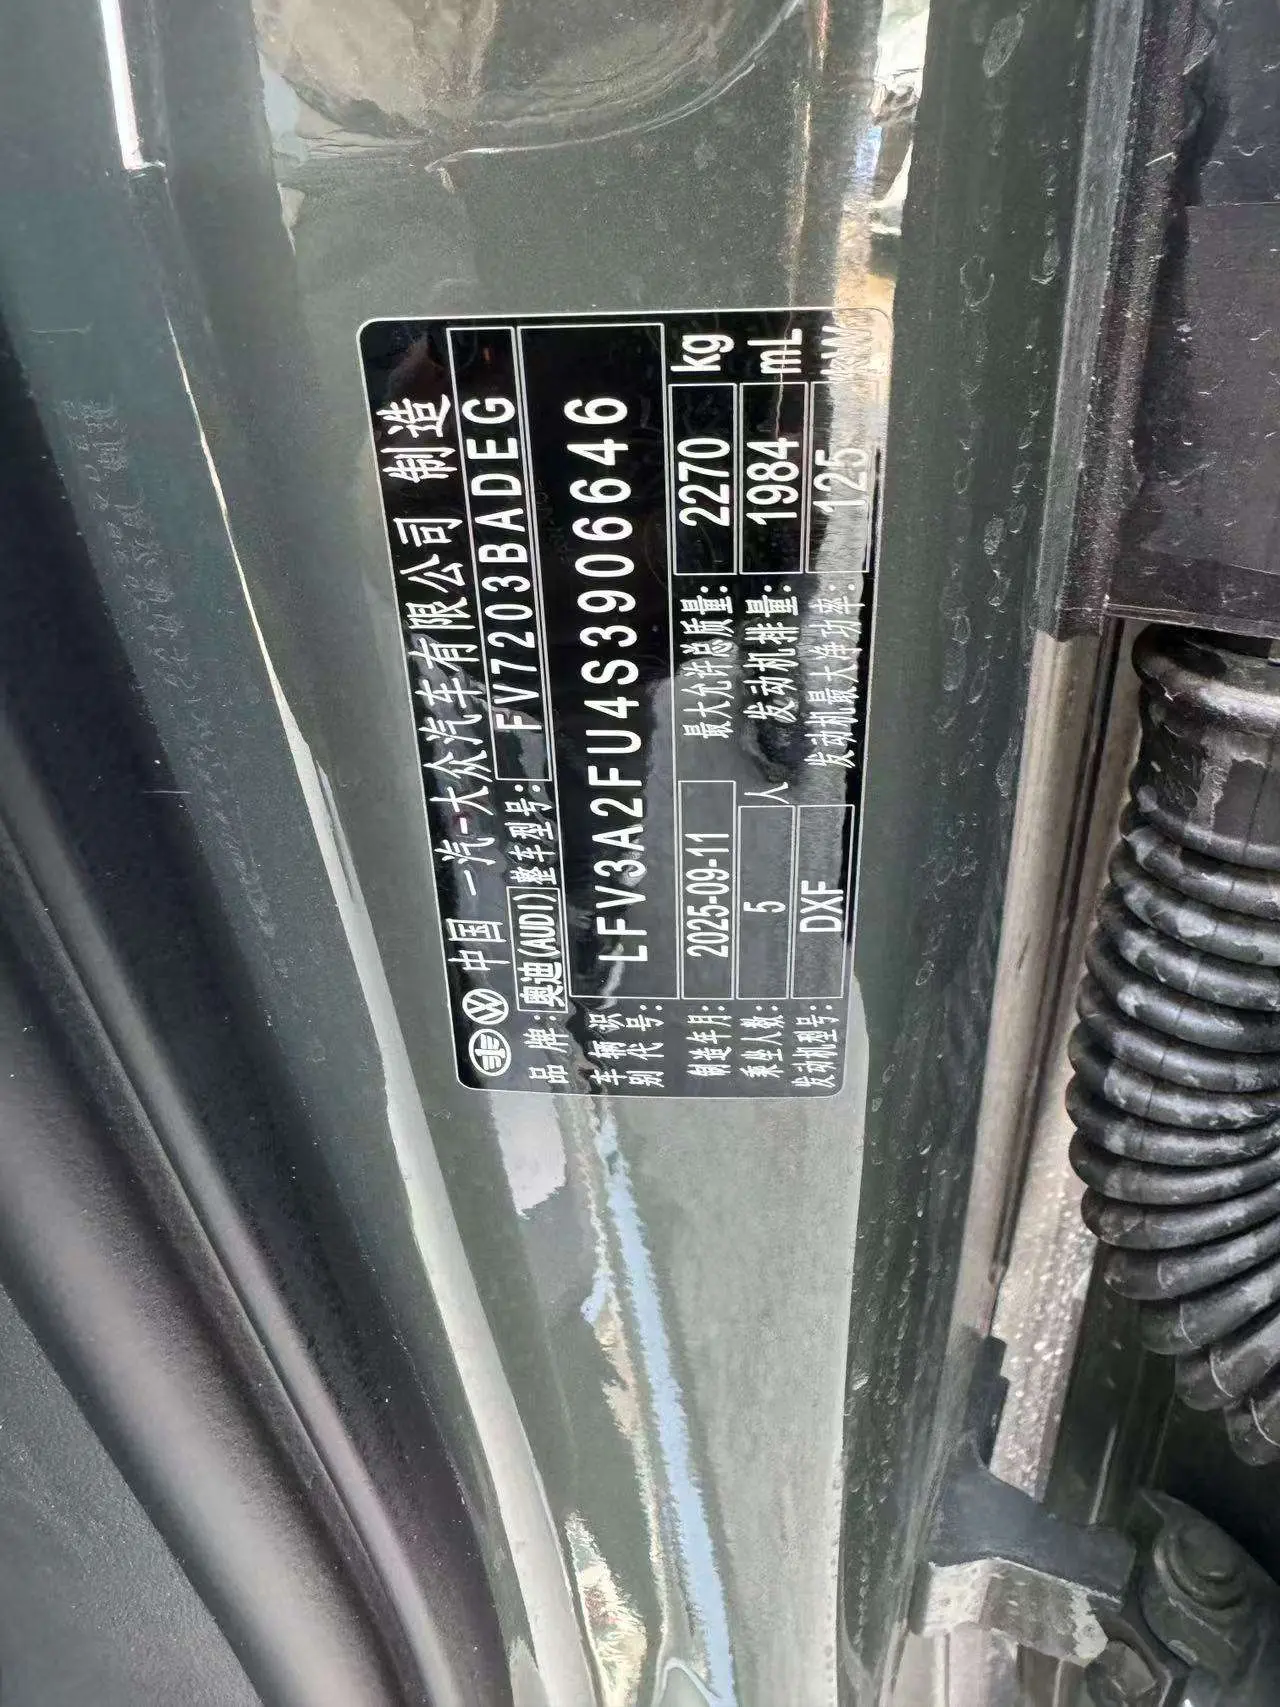 中国 一汽-大众汽车有限公司 制造
品牌: 奥迪(AUDI) 整车型号: FV7203BADEG
车辆识别代号: LFV3A2FU4S3906646
制造年月: 2025-09-11 最大允许总质量: 2270 kg
乘坐人数: 5 人 发动机排量: 1984 mL
发动机型号: DXF 发动机最大净功率: 125 kW